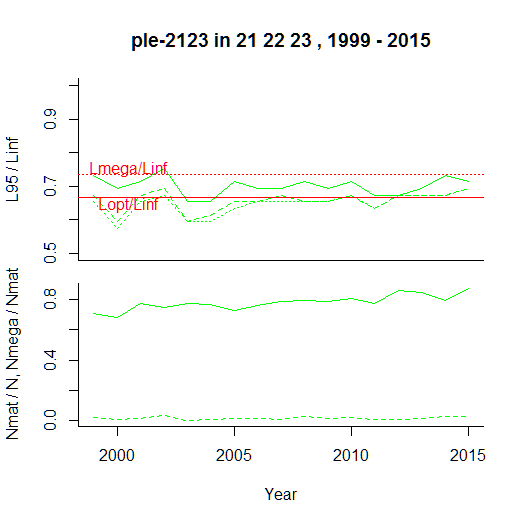 ple-2123 in 21 22 23 , 1999 - 2015
L95 / Linf
0.9
0.7
0.5
Lmega/Linf
Lopt/Linf
Nmat / N, Nmega / Nmat
0.8
0.4
0.0
2000 2005 2010 2015
Year